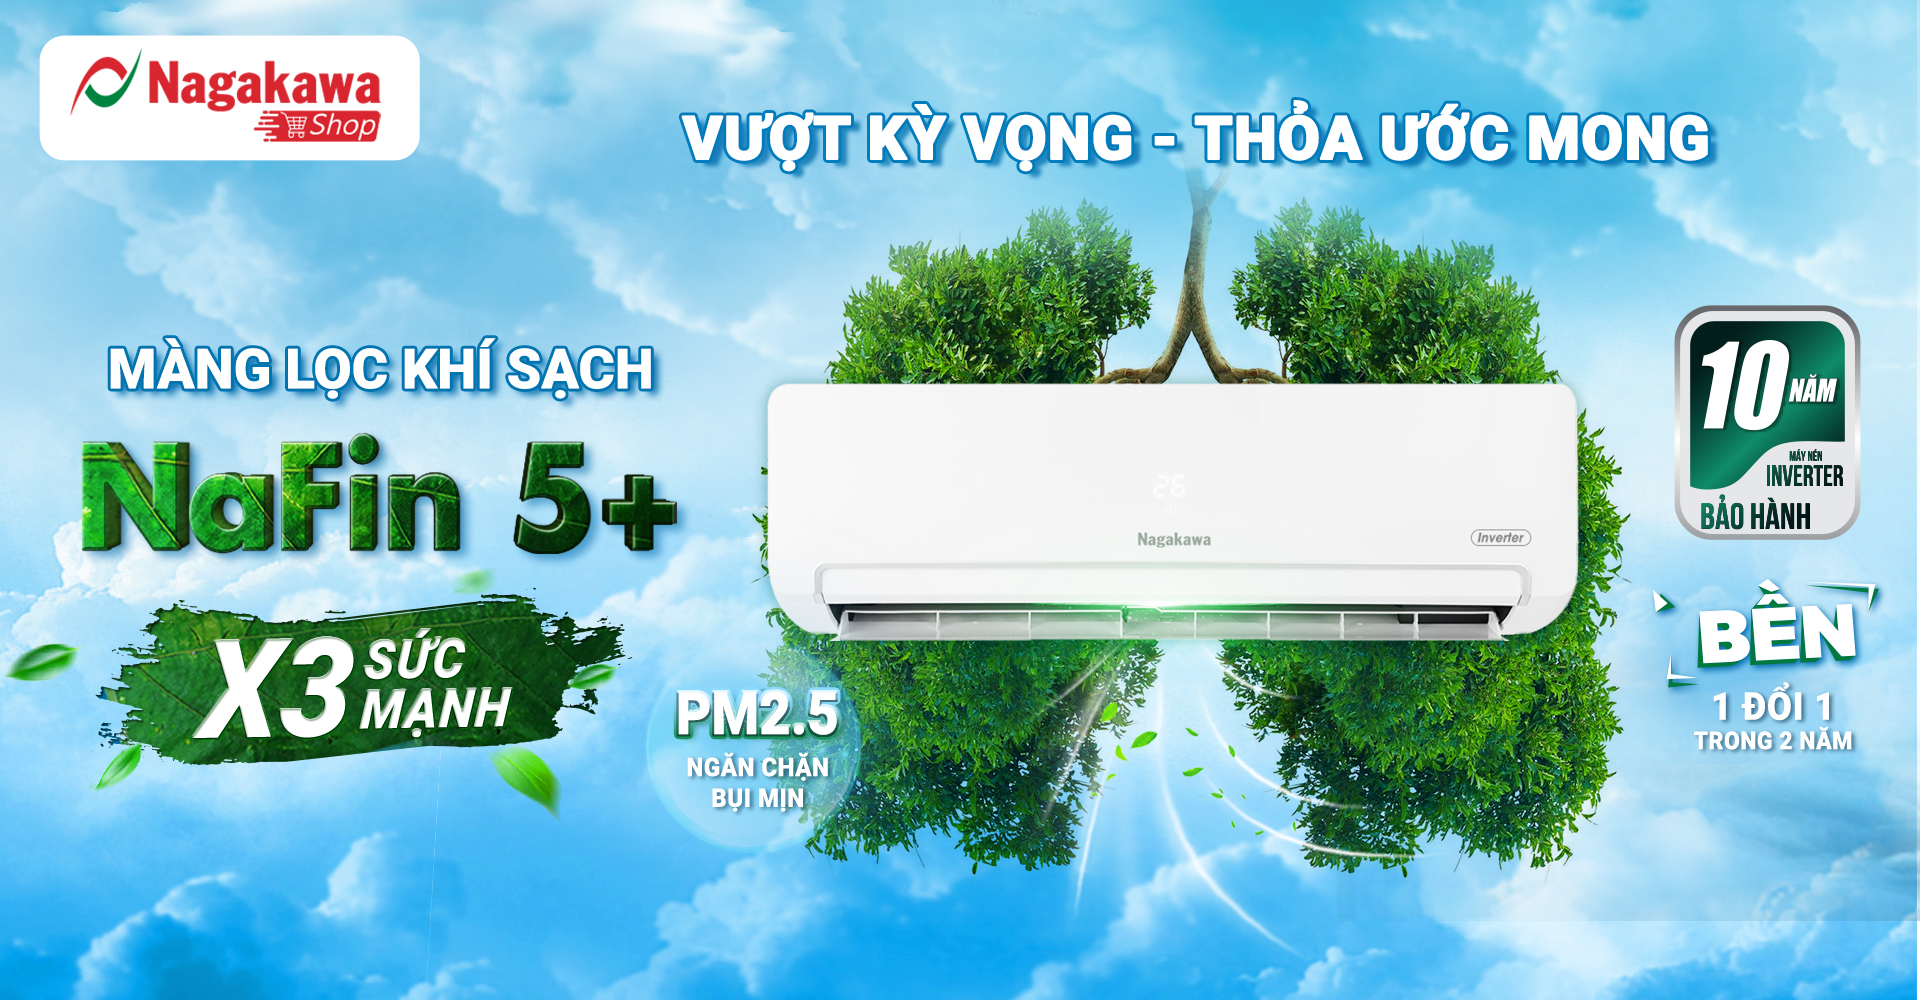 Nagakawa
Shop
VƯỢT KỲ VỌNG - THỎA ƯỚC MONG
MÀNG LỌC KHÍ SẠCH
NaFin 5+
X3 SỨC
MẠNH
PM2.5
NGĂN CHẶN
BỤI MỊN
26
Nagakawa
Inverter
10 NĂM
MÁY NÉN
INVERTER
BẢO HÀNH
BỀN
1 ĐỔI 1
TRONG 2 NĂM